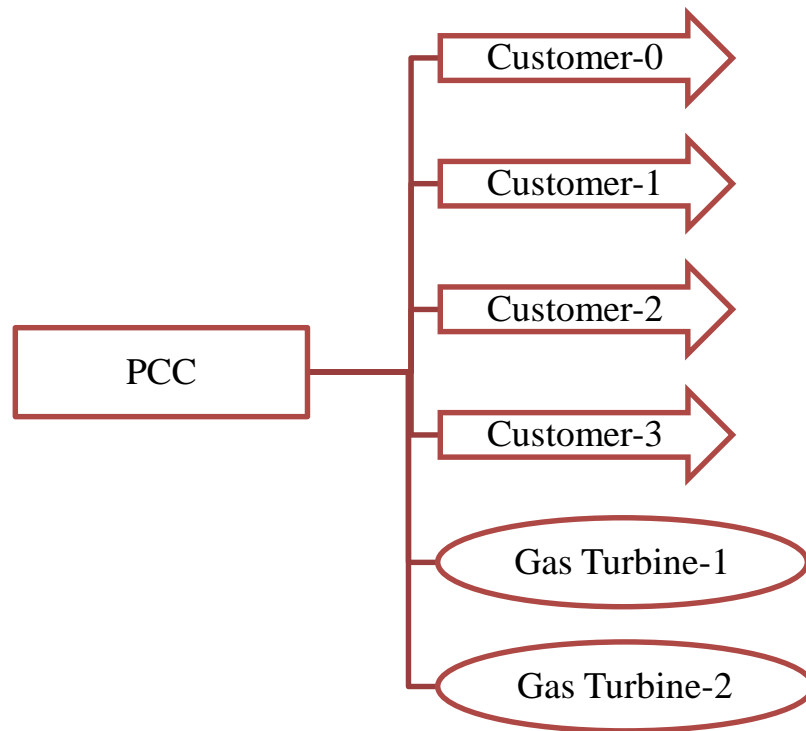 Customer-0
Customer-1
Customer-2
PCC
Customer-3
Gas Turbine-1
Gas Turbine-2